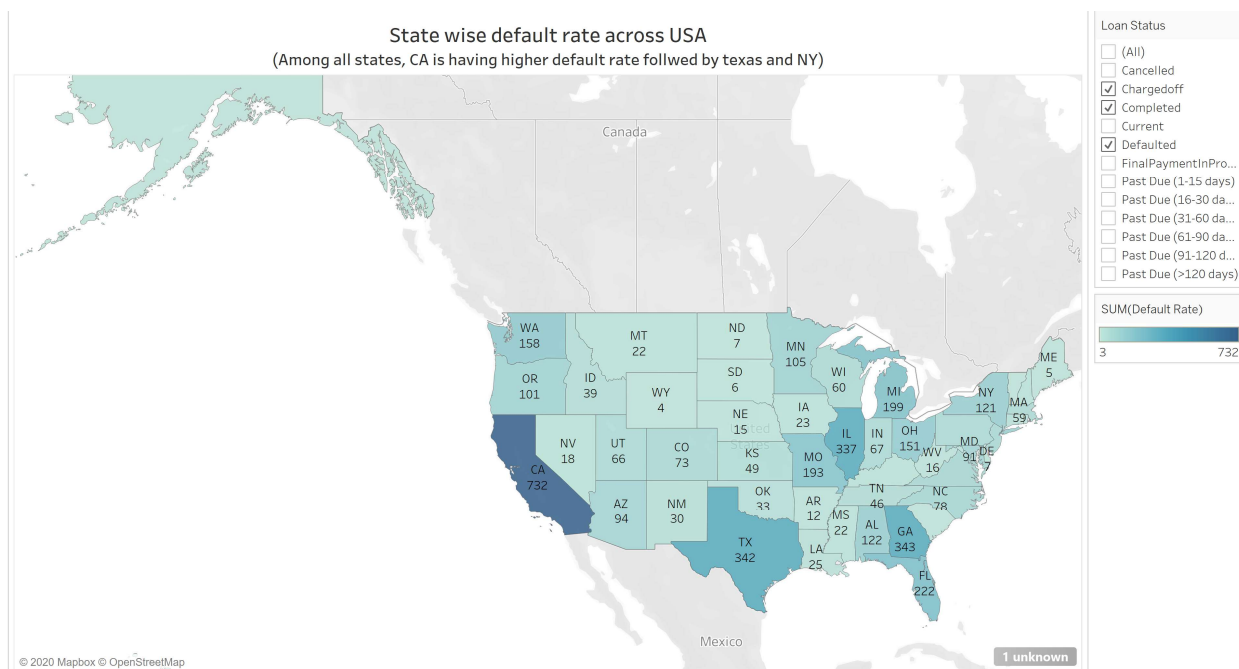 State wise default rate across USA
(Among all states, CA is having higher default rate follwed by texas and NY)
Canada
WA
158
MT
22
ND
7
MN
105
ME
5
OR
101
ID
39
WY
4
SD
6
WI
60
MI
199
NY
121
MA
59
NE
15
IA
23
United
States
NV
18
UT
66
CO
73
KS
49
MO
193
IL
337
IN
67
OH
151
WV
16
MD
91
DE
7
CA
732
AZ
94
NM
30
OK
33
AR
12
TN
46
NC
78
TX
342
LA
25
MS
22
AL
122
GA
343
FL
222
Mexico
© 2020 Mapbox © OpenStreetMap
1 unknown
Loan Status
(All)
Cancelled
Chargedoff
Completed
Current
Defaulted
FinalPaymentInPro...
Past Due (1-15 days)
Past Due (16-30 da...
Past Due (31-60 da...
Past Due (61-90 da...
Past Due (91-120 d...
Past Due (>120 days)
SUM(Default Rate)
3 732